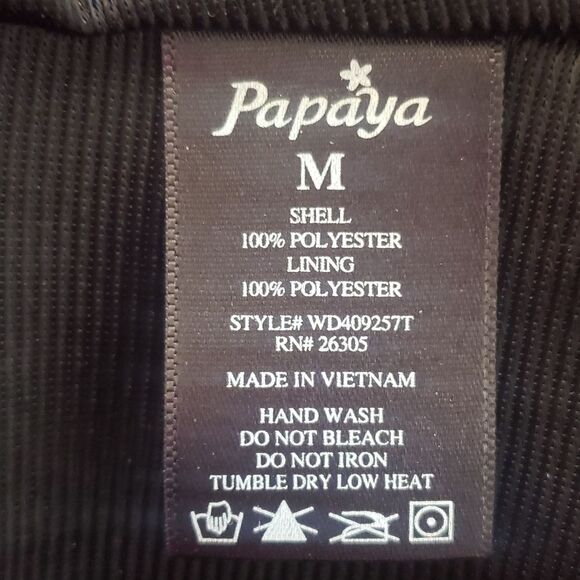 Papaya
M
SHELL
100% POLYESTER
LINING
100% POLYESTER
STYLE# WD409257T
RN# 26305
MADE IN VIETNAM
HAND WASH
DO NOT BLEACH
DO NOT IRON
TUMBLE DRY LOW HEAT